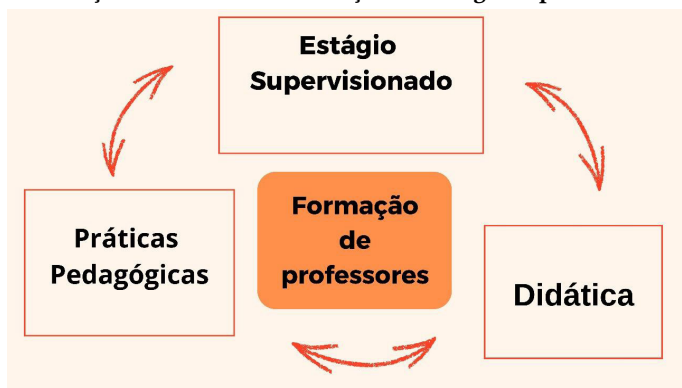 Estágio
Supervisionado
Formação
de
professores
Práticas
Pedagógicas
Didática